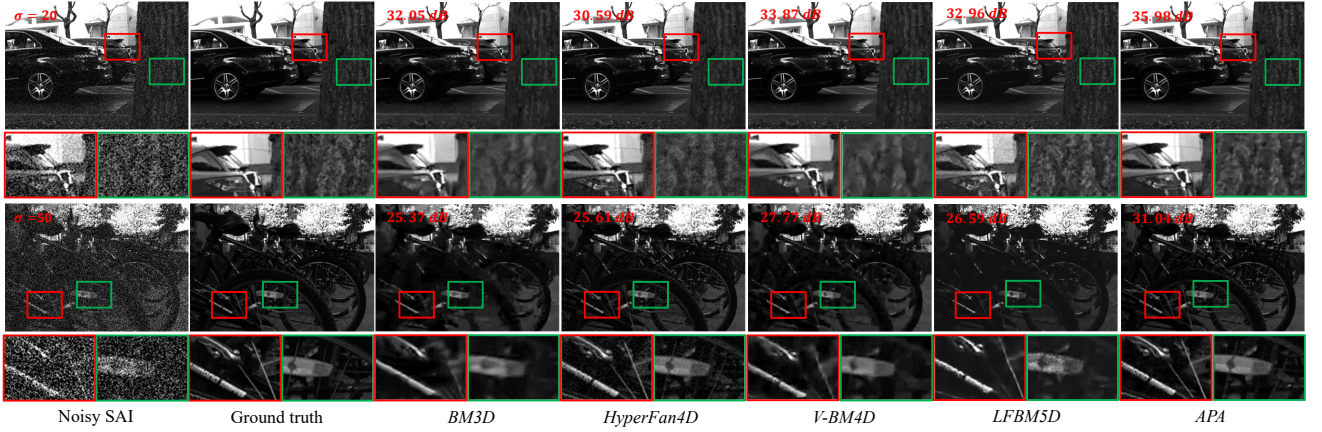 σ = 20
32.05 dB
30.59 dB
33.87 dB
32.96 dB
35.98 dB
σ =50
25.37 dB
25.61 dB
27.77 dB
26.59 dB
31.04 dB
Noisy SAI
Ground truth
BM3D
HyperFan4D
V-BM4D
LFBM5D
APA